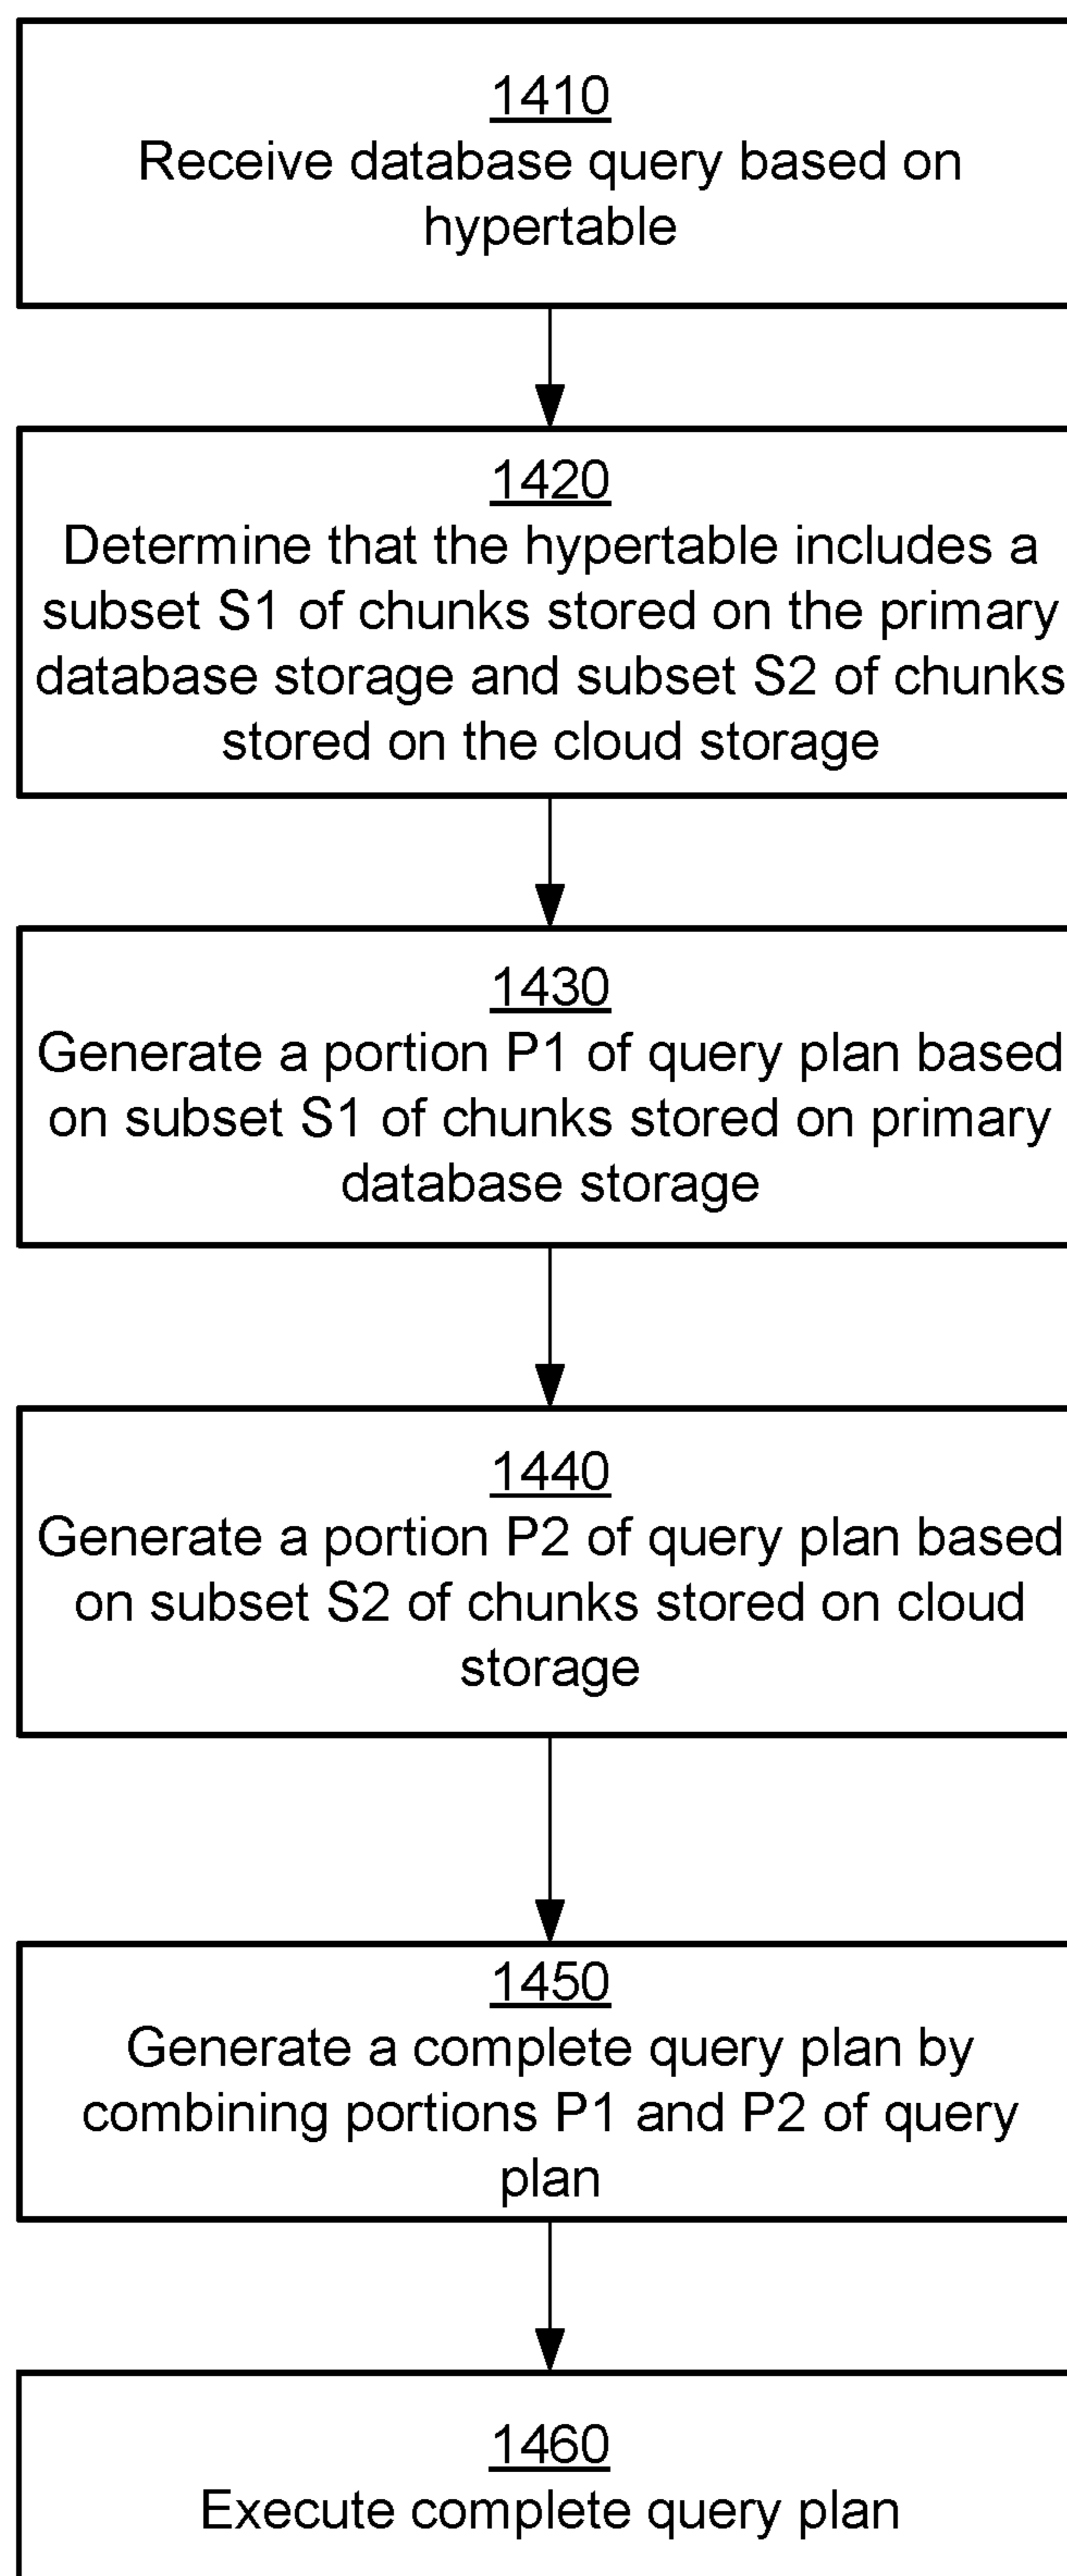 1410
Receive database query based on
hypertable
1420
Determine that the hypertable includes a
subset S1 of chunks stored on the primary
database storage and subset S2 of chunks
stored on the cloud storage
1430
Generate a portion P1 of query plan based
on subset S1 of chunks stored on primary
database storage
1440
Generate a portion P2 of query plan based
on subset S2 of chunks stored on cloud
storage
1450
Generate a complete query plan by
combining portions P1 and P2 of query
plan
1460
Execute complete query plan